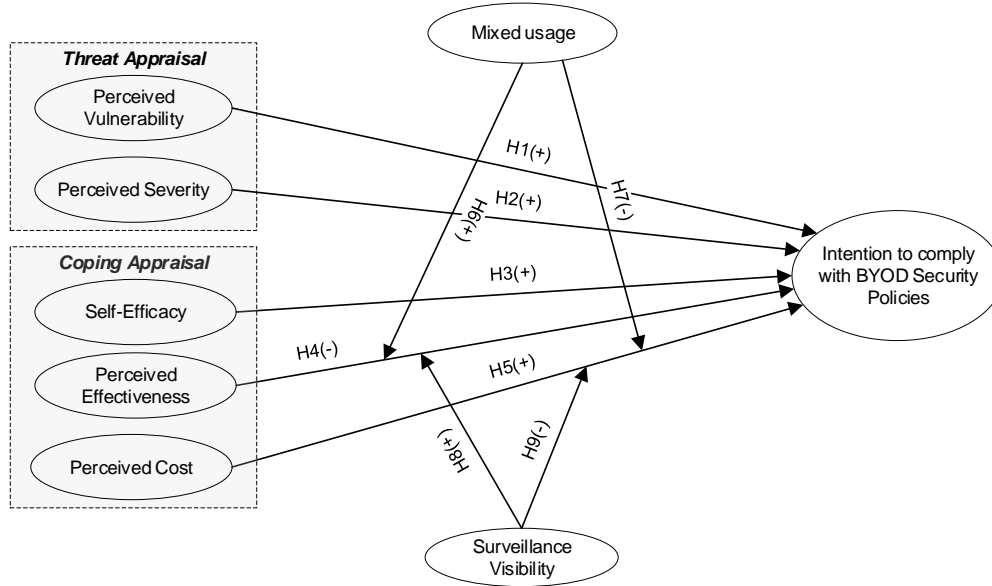 Mixed usage
Threat Appraisal
Perceived
Vulnerability
H1(+)
Perceived Severity
H2(+)
H6(+)
H7(-)
Intention to comply
with BYOD Security
Policies
Coping Appraisal
Self-Efficacy
H3(+)
H4(-)
Perceived
Effectiveness
H5(+)
Perceived Cost
H8(+)
H9(-)
Surveillance
Visibility